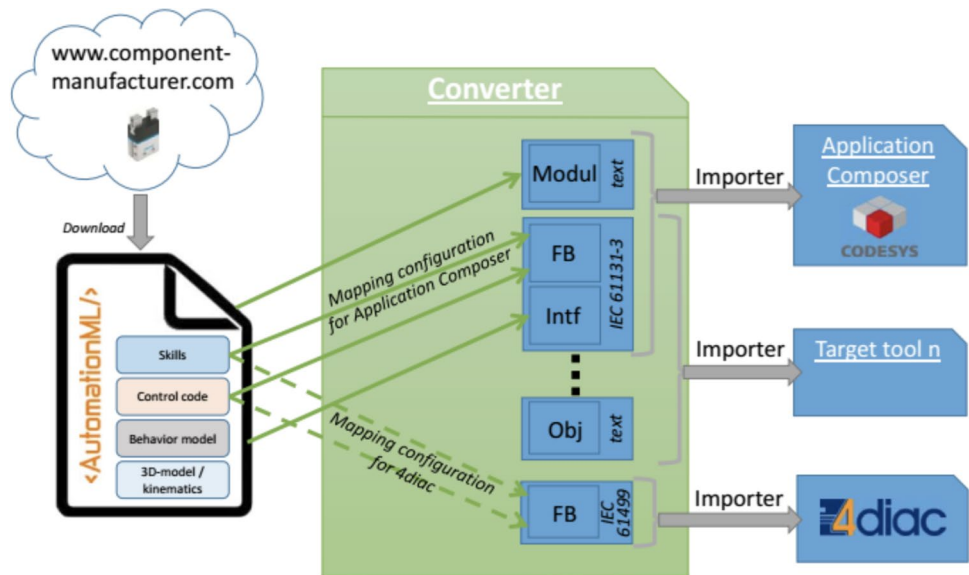 www.component-
manufacturer.com
Download
<AutomationML/>
Skills
Control code
Behavior model
3D-model /
kinematics
Mapping configuration
for Application Composer
Mapping configuration
for 4diac
Converter
Modul
text
FB
Intf
IEC 61131-3
Obj
text
FB
IEC
61499
Importer
Application
Composer
CODESYS
Importer
Target tool n
Importer
4diac